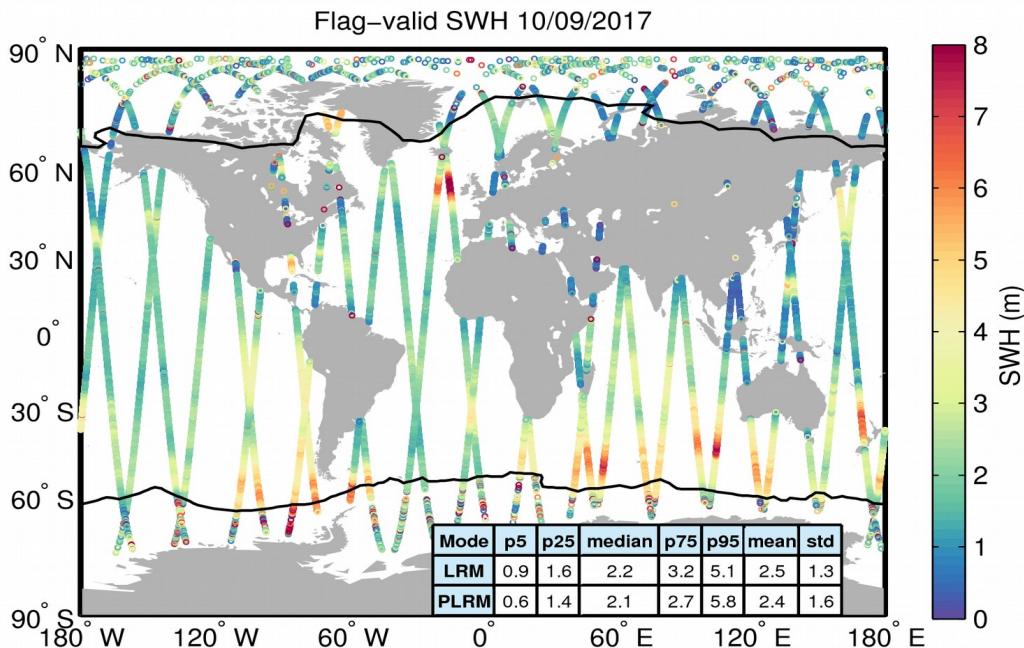 Flag–valid SWH 10/09/2017
90° N
60° N
30° N
0°
30° S
60° S
90° S
180° W
120° W
60° W
0°
60° E
120° E
180° E
Mode p5 p25 median p75 p95 mean std
LRM 0.9 1.6 2.2 3.2 5.1 2.5 1.3
PLRM 0.6 1.4 2.1 2.7 5.8 2.4 1.6
8
7
6
5
4
3
2
1
0
SWH (m)